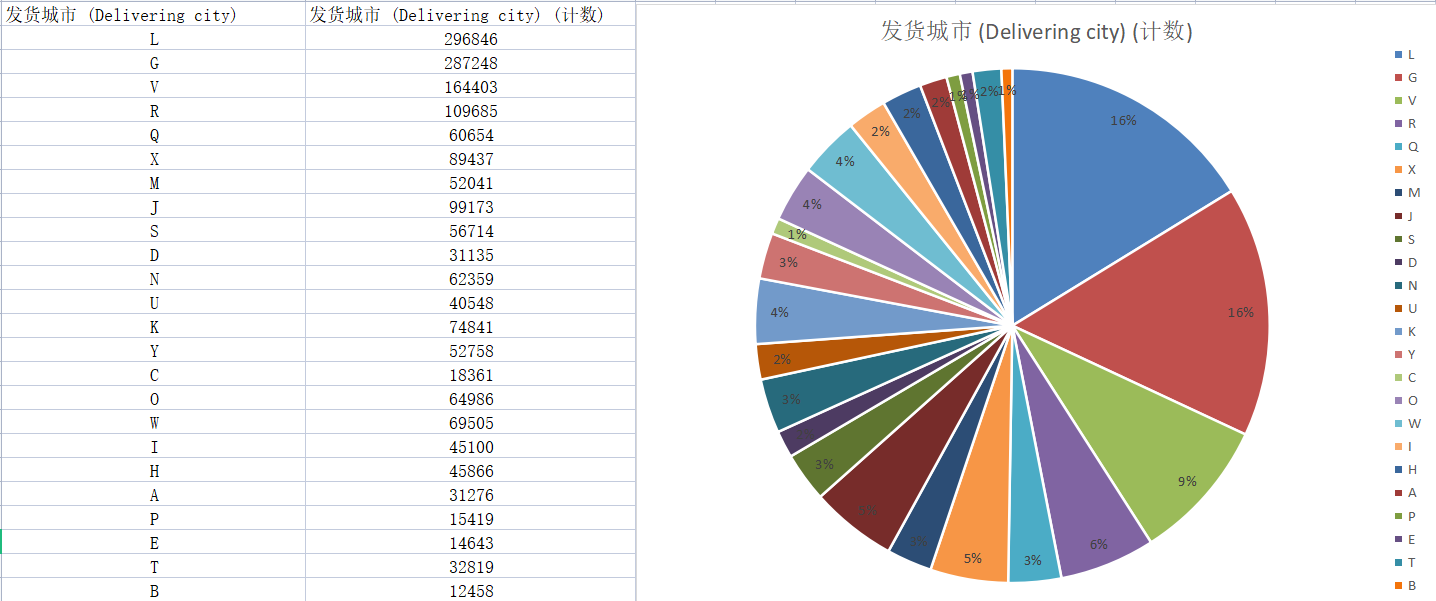 发货城市 (Delivering city) 发货城市 (Delivering city) (计数)
L 296846
G 287248
V 164403
R 109685
Q 60654
X 89437
M 52041
J 99173
S 56714
D 31135
N 62359
U 40548
K 74841
Y 52758
C 18361
O 64986
W 69505
I 45100
H 45866
A 31276
P 15419
E 14643
T 32819
B 12458
发货城市 (Delivering city) (计数)
16%
16%
9%
6%
3%
5%
3%
3%
2%
4%
3%
1%
4%
4%
2%
2%
2%
1%
2%
1%
L
G
V
R
Q
X
M
J
S
D
N
U
K
Y
C
O
W
I
H
A
P
E
T
B